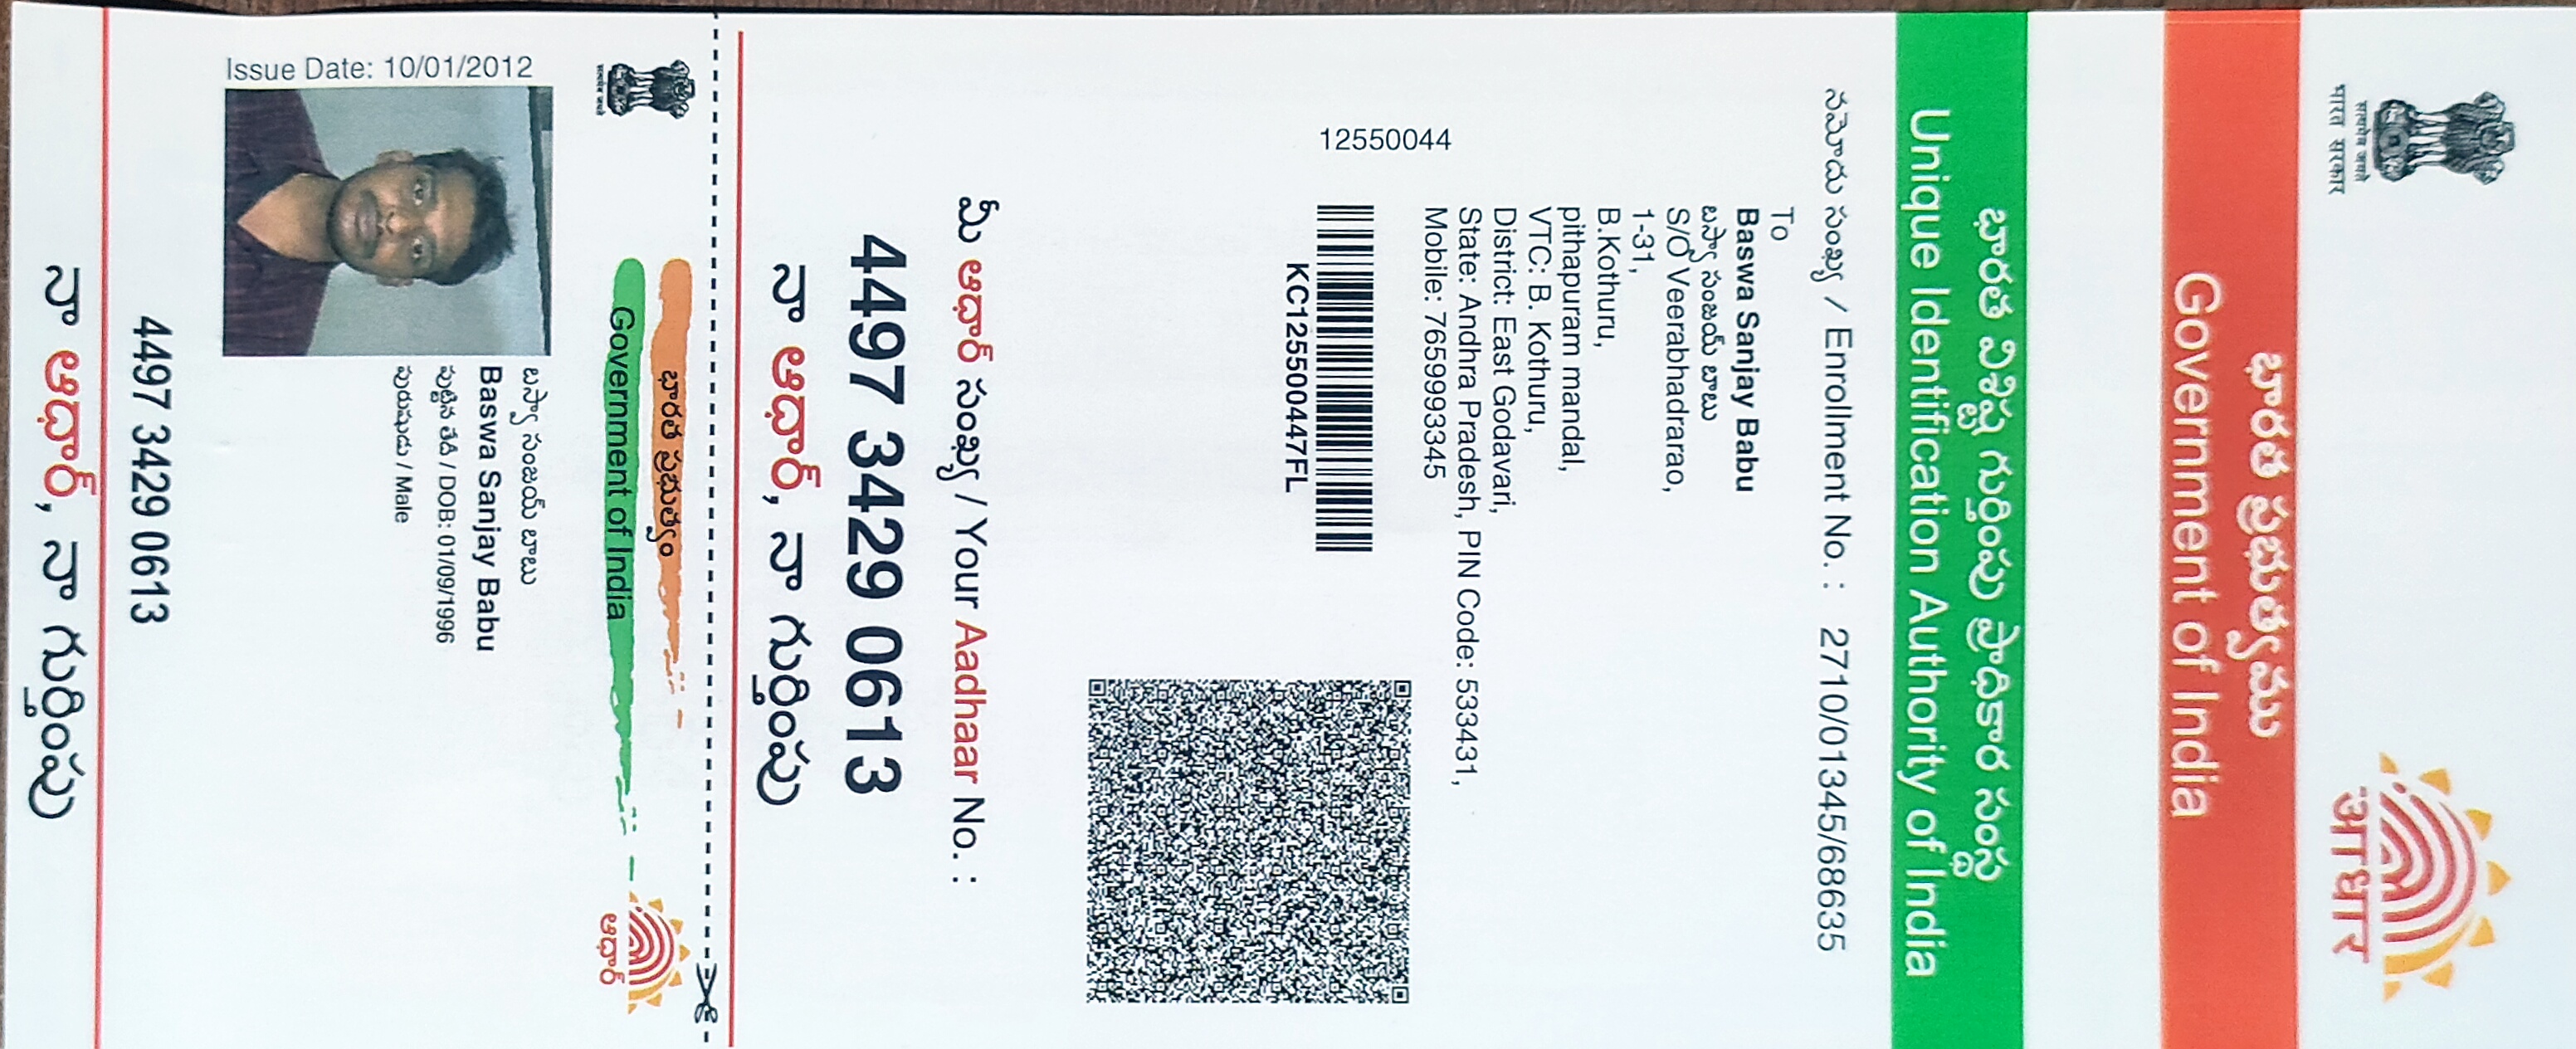 सत्यमेव जयते
भारत सरकार
आधार
భారత ప్రభుత్వము
Government of India
భారత విశిష్ట గుర్తింపు ప్రాధికార సంస్థ
Unique Identification Authority of India
నమోదు సంఖ్య / Enrollment No. : 2710/01345/68635
To
Baswa Sanjay Babu
బస్వా సంజయ్ బాబు
S/O Veerabhadrarao,
1-31,
B.Kothuru,
pithapuram mandal,
VTC: B. Kothuru,
District: East Godavari,
State: Andhra Pradesh, PIN Code: 533431,
Mobile: 7659993345
12550044
KC125500447FL
మీ ఆధార్ సంఖ్య / Your Aadhaar No. :
4497 3429 0613
నా ఆధార్, నా గుర్తింపు
सत्यमेव जयते
భారత ప్రభుత్వం
Government of India
ఆధార్
Issue Date: 10/01/2012
బస్వా సంజయ్ బాబు
Baswa Sanjay Babu
పుట్టిన తేదీ / DOB: 01/09/1996
పురుషుడు / Male
4497 3429 0613
నా ఆధార్, నా గుర్తింపు